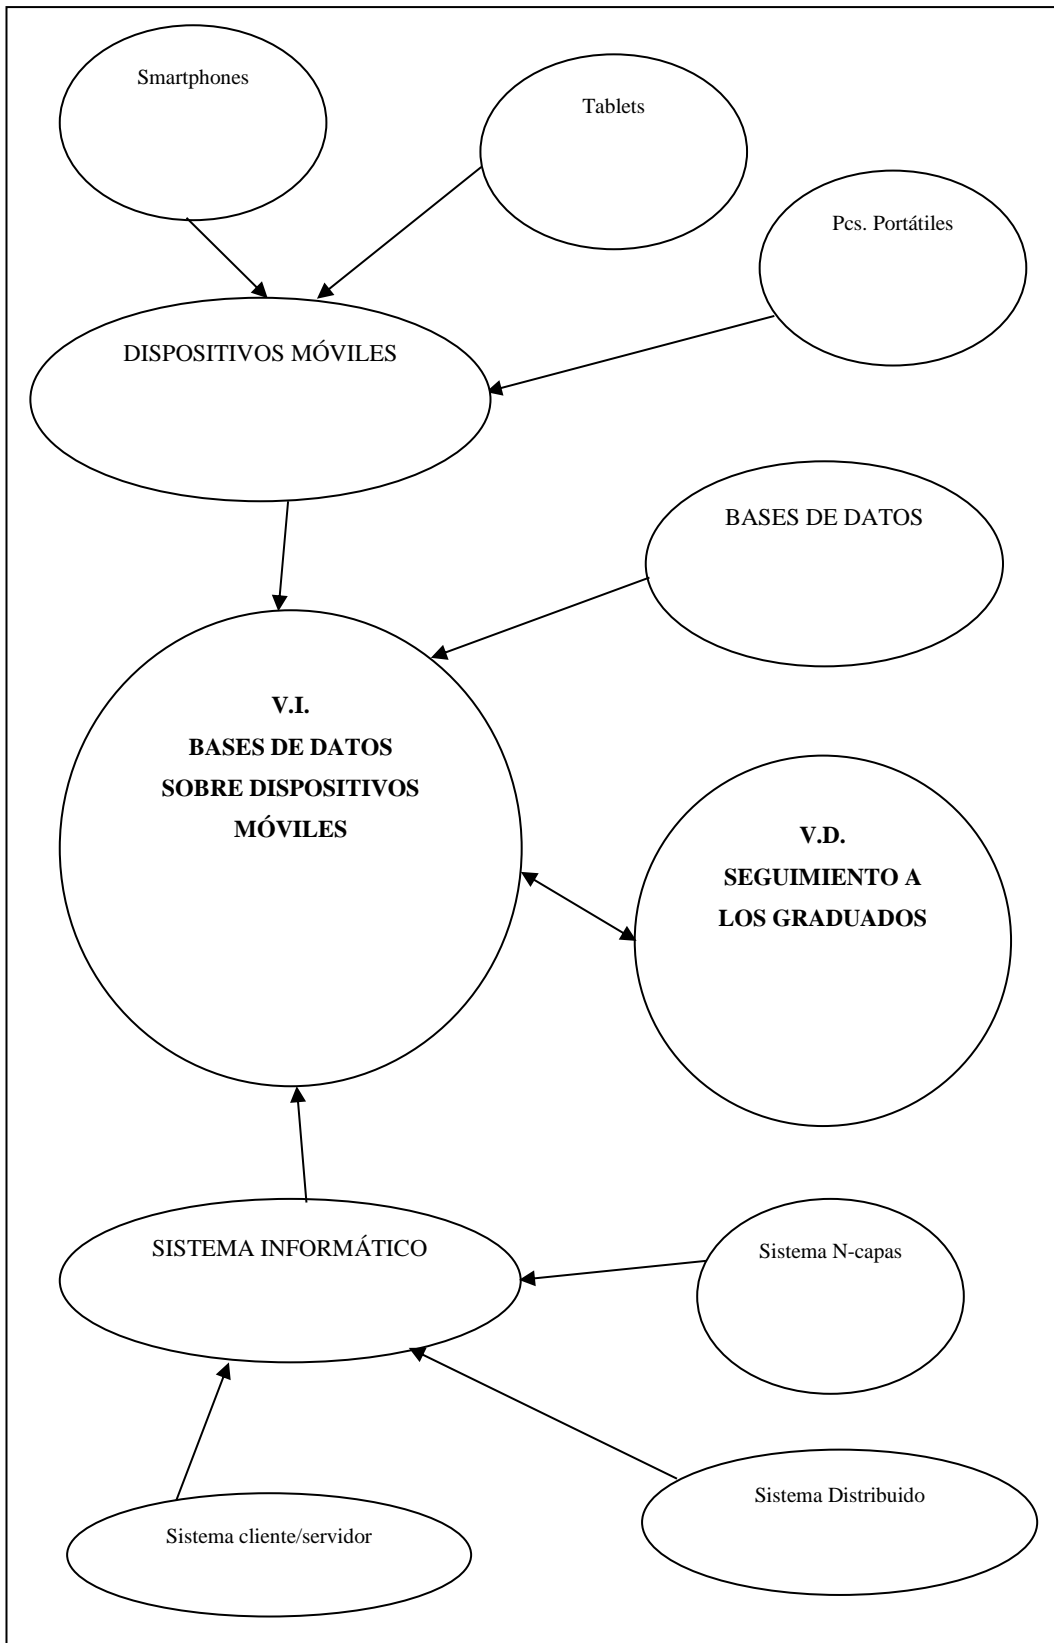 Smartphones
Tablets
Pcs. Portátiles
DISPOSITIVOS MÓVILES
BASES DE DATOS
V.I.
BASES DE DATOS
SOBRE DISPOSITIVOS
MÓVILES
V.D.
SEGUIMIENTO A
LOS GRADUADOS
SISTEMA INFORMÁTICO
Sistema N-capas
Sistema Distribuido
Sistema cliente/servidor